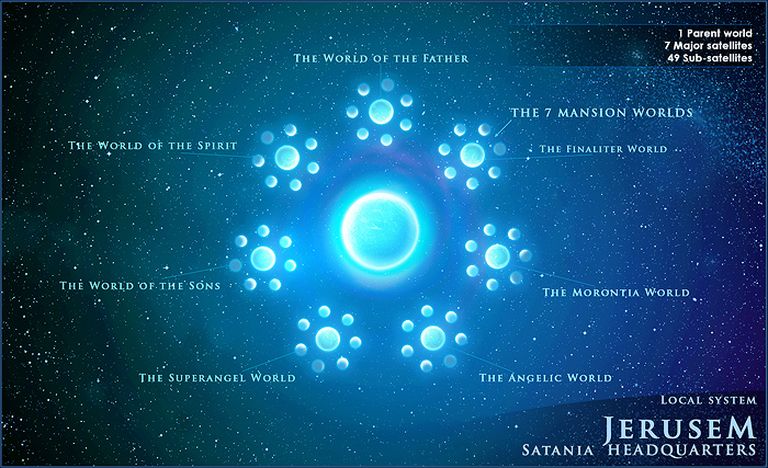 1 Parent world
7 Major satellites
49 Sub-satellites
The World of the Father
The 7 Mansion Worlds
The World of the Spirit
The Finaliter World
The World of the Sons
The Morontia World
The Superangel World
The Angelic World
Local system
Jerusem
Satania Headquarters